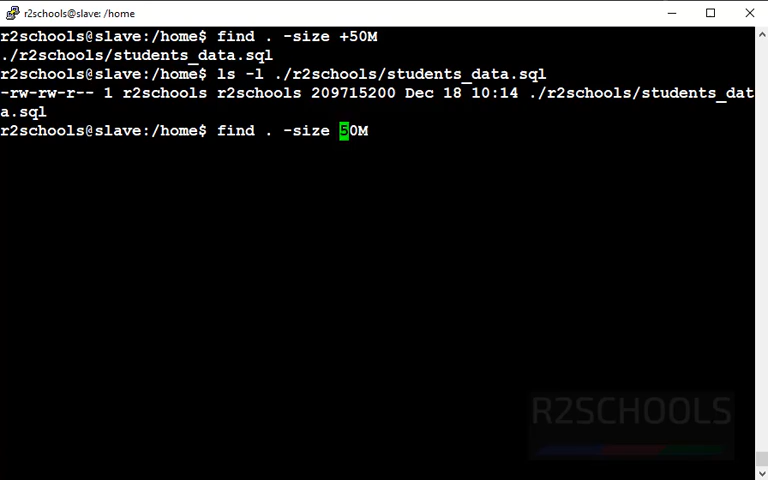 r2schools@slave: /home
r2schools@slave:/home$ find . -size +50M
./r2schools/students_data.sql
r2schools@slave:/home$ ls -l ./r2schools/students_data.sql
-rw-rw-r-- 1 r2schools r2schools 209715200 Dec 18 10:14 ./r2schools/students_dat
a.sql
r2schools@slave:/home$ find . -size 50M
R2SCHOOLS